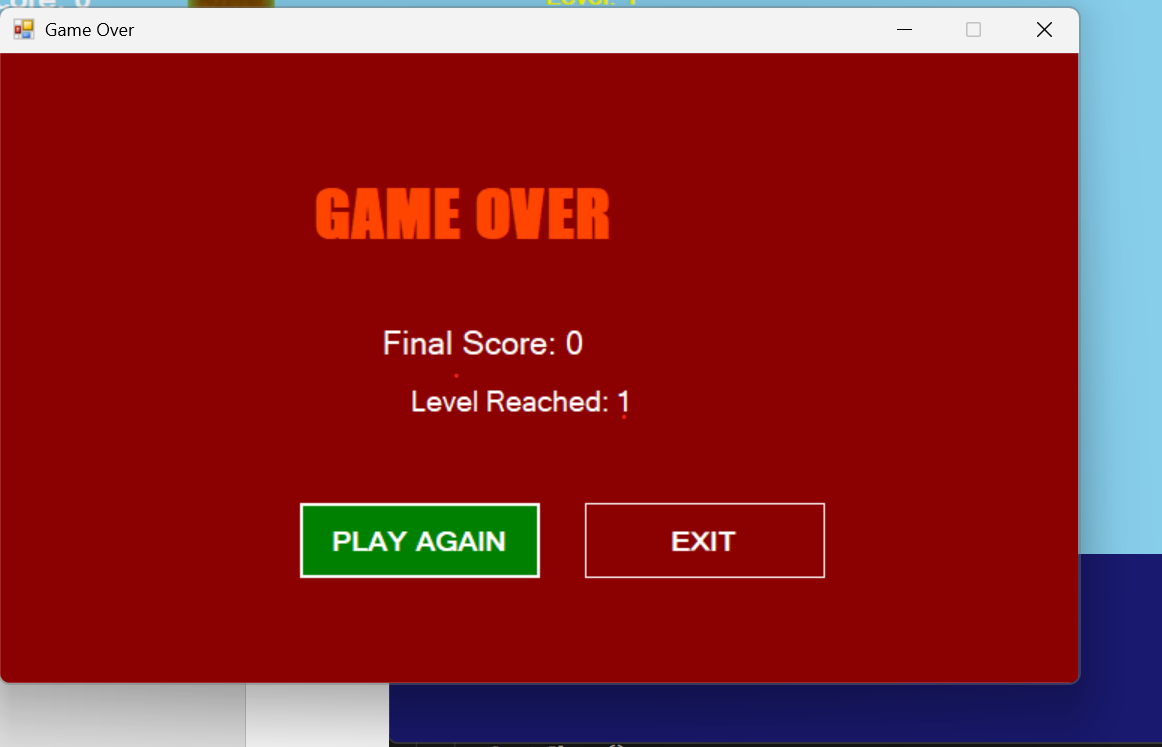 Game Over
GAME OVER
Final Score: 0
Level Reached: 1
PLAY AGAIN
EXIT